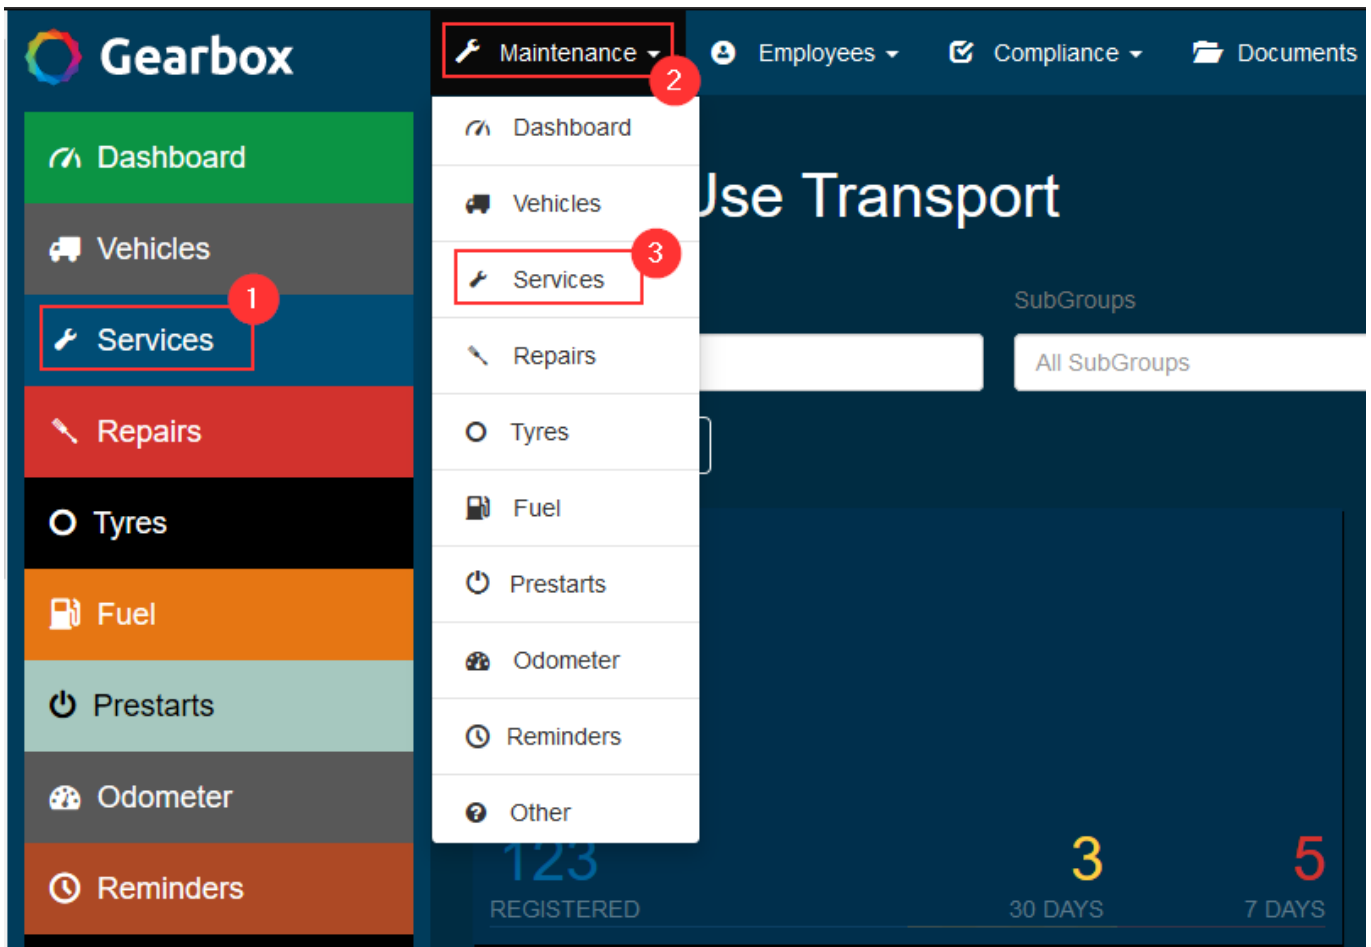 Gearbox
Maintenance
Employees
Compliance
Documents
2
Dashboard
Vehicles
1
Services
Repairs
Tyres
Fuel
Prestarts
Odometer
Reminders
Dashboard
Vehicles
3
Services
Repairs
Tyres
Fuel
Prestarts
Odometer
Reminders
Other
Use Transport
SubGroups
All SubGroups
123
REGISTERED
3
30 DAYS
5
7 DAYS